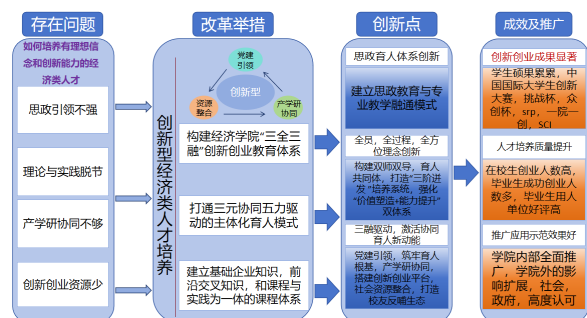 存在问题
如何培养有理想信
念和创新能力的经
济类人才
思政引领不强
理论与实践脱节
产学研协同不够
创新创业资源少
改革举措
创新型经济类人才培养
党建
引领
创新型
资源
整合
产学研
协同
构建经济学院“三全三
融”创新创业教育体系
打通三元协同五力驱
动的主体化育人模式
建立基础企业知识，前
沿交叉知识，和课程与
实践为一体的课程体系
创新点
思政育人体系创新
建立思政教育与专
业教学融通模式
全员，全过程，全方
位理念创新
构建双师双导，育人
共同体，打造“三阶进
发”培养系统，强化
“价值塑造+能力提升”
双体系
三融驱动，激活协同
育人新动能
党建引领，筑牢育人
根基，产学研协同，
搭建创新创业平台，
社会资源整合，打造
校友反哺生态
成效及推广
创新创业成果显著
学生硕果累累，中
国国际大学生创新
大赛，挑战杯，众
创杯，srp，一院一
创，SCI
人才培养质量提升
在校生创业人数高，
毕业生成功创业人
数多，毕业生用人
单位好评高
推广应用示范效果好
学院内部全面推
广，学院外的影
响扩展，社会，
政府，高度认可